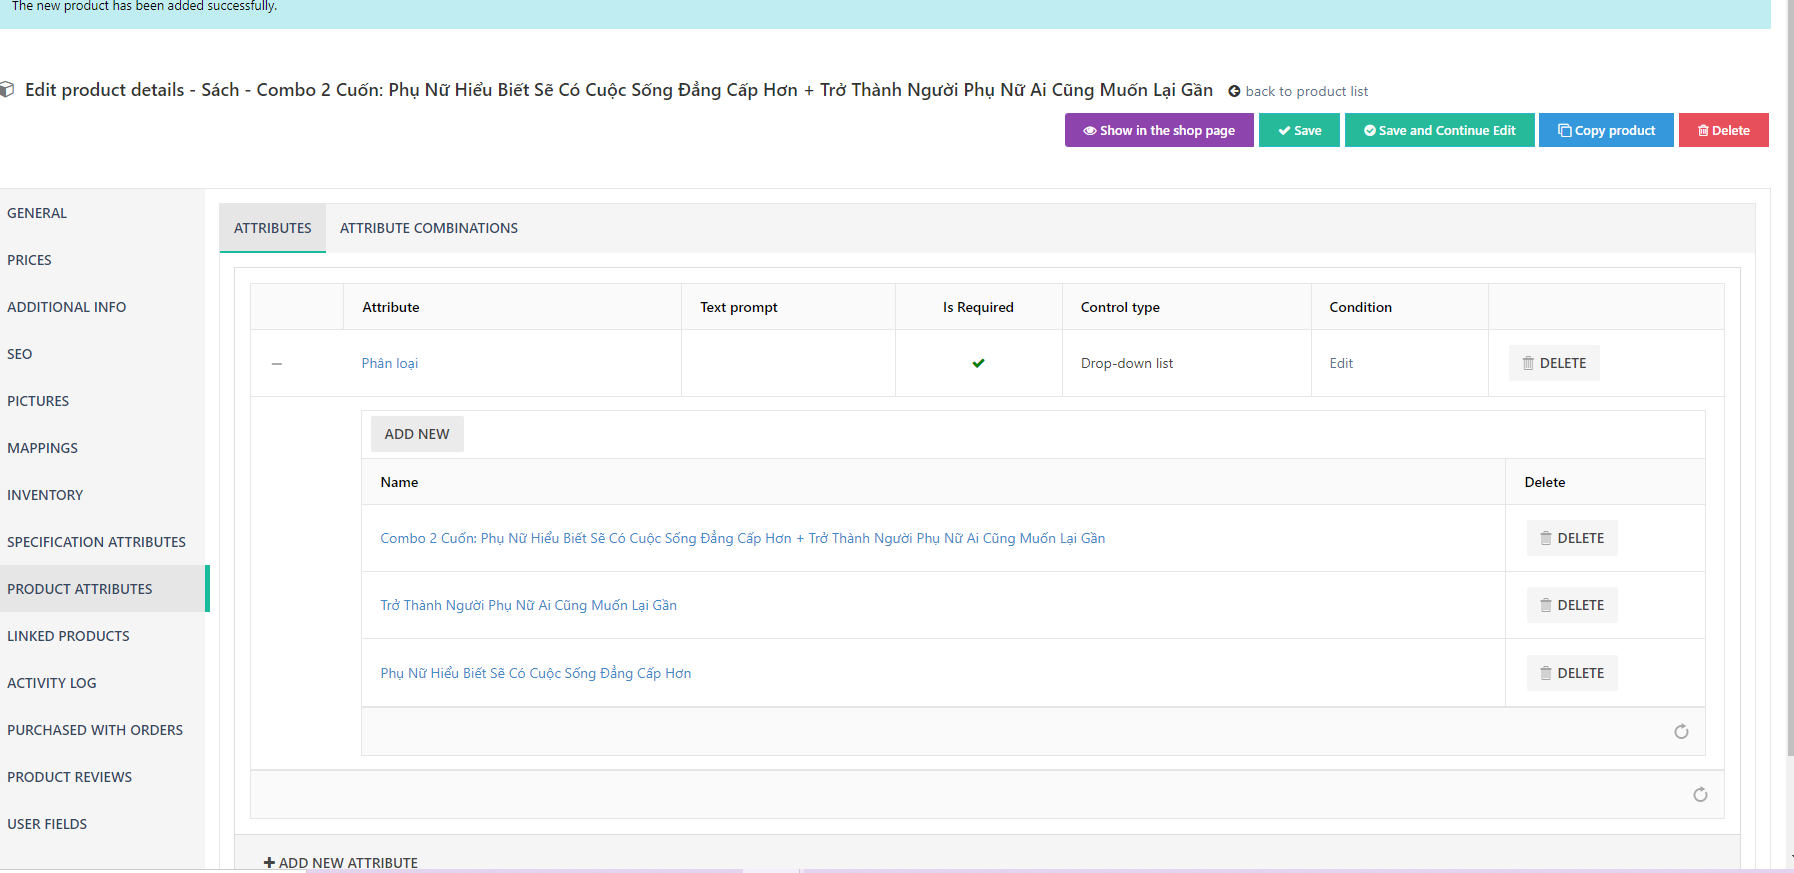 The new product has been added successfully.
Edit product details - Sách - Combo 2 Cuốn: Phụ Nữ Hiểu Biết Sẽ Có Cuộc Sống Đẳng Cấp Hơn + Trở Thành Người Phụ Nữ Ai Cũng Muốn Lại Gần back to product list
Show in the shop page Save Save and Continue Edit Copy product Delete
GENERAL
PRICES
ADDITIONAL INFO
SEO
PICTURES
MAPPINGS
INVENTORY
SPECIFICATION ATTRIBUTES
PRODUCT ATTRIBUTES
LINKED PRODUCTS
ACTIVITY LOG
PURCHASED WITH ORDERS
PRODUCT REVIEWS
USER FIELDS
ATTRIBUTES ATTRIBUTE COMBINATIONS
Attribute Text prompt Is Required Control type Condition
Phân loại Drop-down list Edit DELETE
ADD NEW
Name Delete
Combo 2 Cuốn: Phụ Nữ Hiểu Biết Sẽ Có Cuộc Sống Đẳng Cấp Hơn + Trở Thành Người Phụ Nữ Ai Cũng Muốn Lại Gần DELETE
Trở Thành Người Phụ Nữ Ai Cũng Muốn Lại Gần DELETE
Phụ Nữ Hiểu Biết Sẽ Có Cuộc Sống Đẳng Cấp Hơn DELETE
+ ADD NEW ATTRIBUTE